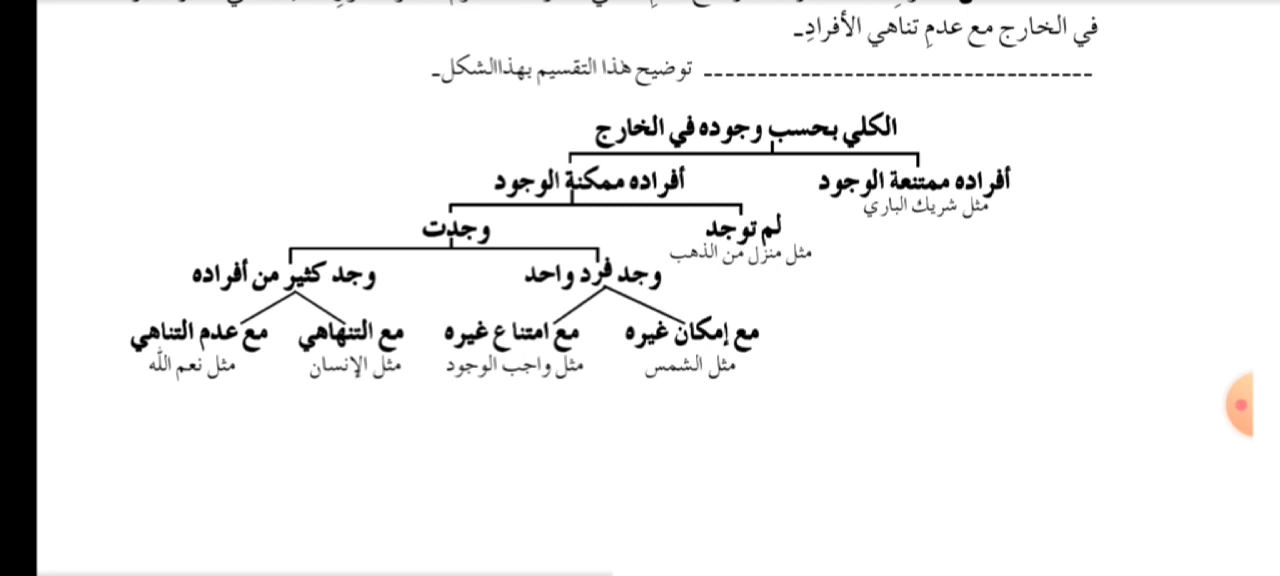 في الخارج مع عدمِ تناهي الأفرادِ۔
------------------------------------ توضيح هذا التقسيم بهذاالشكل۔
الكلي بحسب وجوده في الخارج
أفراده ممتنعة الوجود أفراده ممكنة الوجود
مثل شريك الباري
لم توجد وجدت
مثل منزل من الذهب
وجد فرد واحد وجد كثير من أفراده
مع إمكان غيره مع امتناع غيره مع التنهاهي مع عدم التناهي
مثل الشمس مثل واجب الوجود مثل الإنسان مثل نعم الله